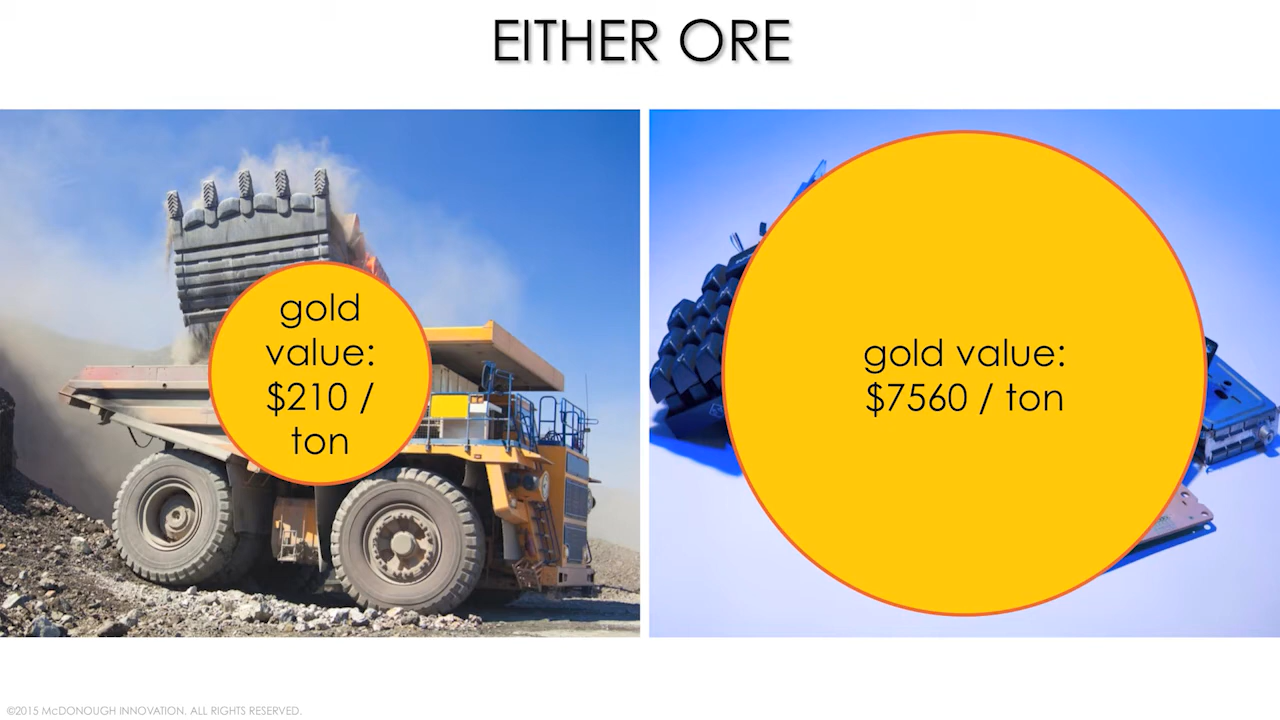 EITHER ORE
gold
value:
$210 /
ton
gold value:
$7560 / ton
©2015 McDONOUGH INNOVATION. ALL RIGHTS RESERVED.